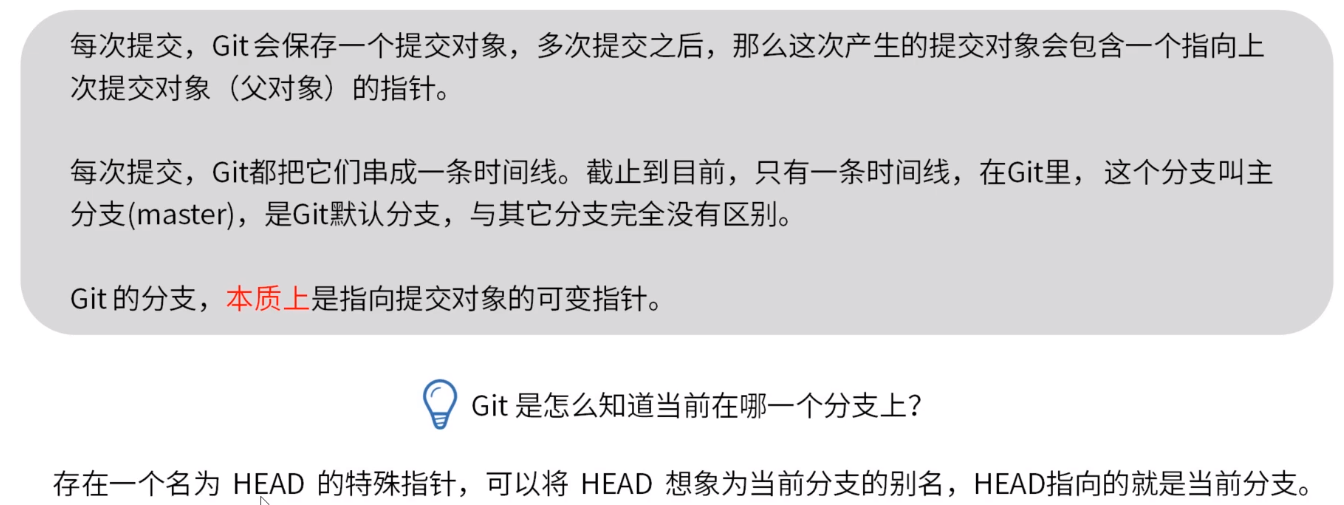 每次提交，Git会保存一个提交对象，多次提交之后，那么这次产生的提交对象会包含一个指向上
次提交对象（父对象）的指针。
每次提交，Git都把它们串成一条时间线。截止到目前，只有一条时间线，在Git里， 这个分支叫主
分支(master)，是Git默认分支，与其它分支完全没有区别。
Git 的分支，本质上是指向提交对象的可变指针。
Git 是怎么知道当前在哪一个分支上？
存在一个名为 HEAD 的特殊指针，可以将 HEAD 想象为当前分支的别名，HEAD指向的就是当前分支。